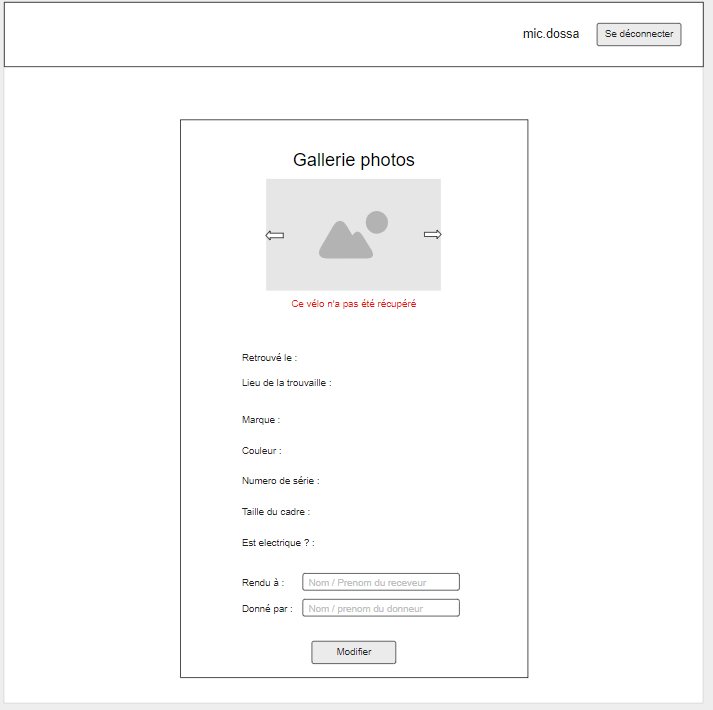 mic.dossa
Se déconnecter
Gallerie photos
Ce vélo n'a pas été récupéré
Retrouvé le :
Lieu de la trouvaille :
Marque :
Couleur :
Numero de série :
Taille du cadre :
Est electrique ? :
Rendu à : Nom / Prenom du receveur
Donné par : Nom / prenom du donneur
Modifier